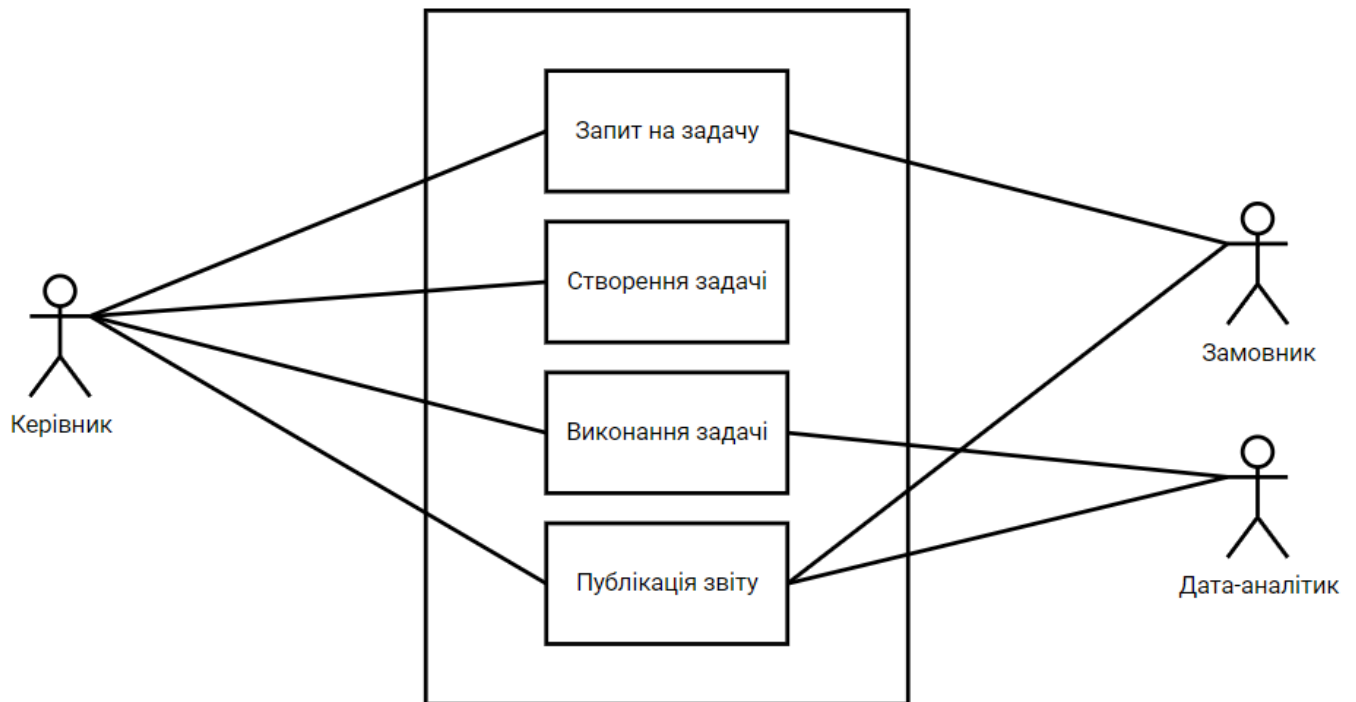 Запит на задачу
Створення задачі
Керівник
Замовник
Виконання задачі
Публікація звіту
Дата-аналітик